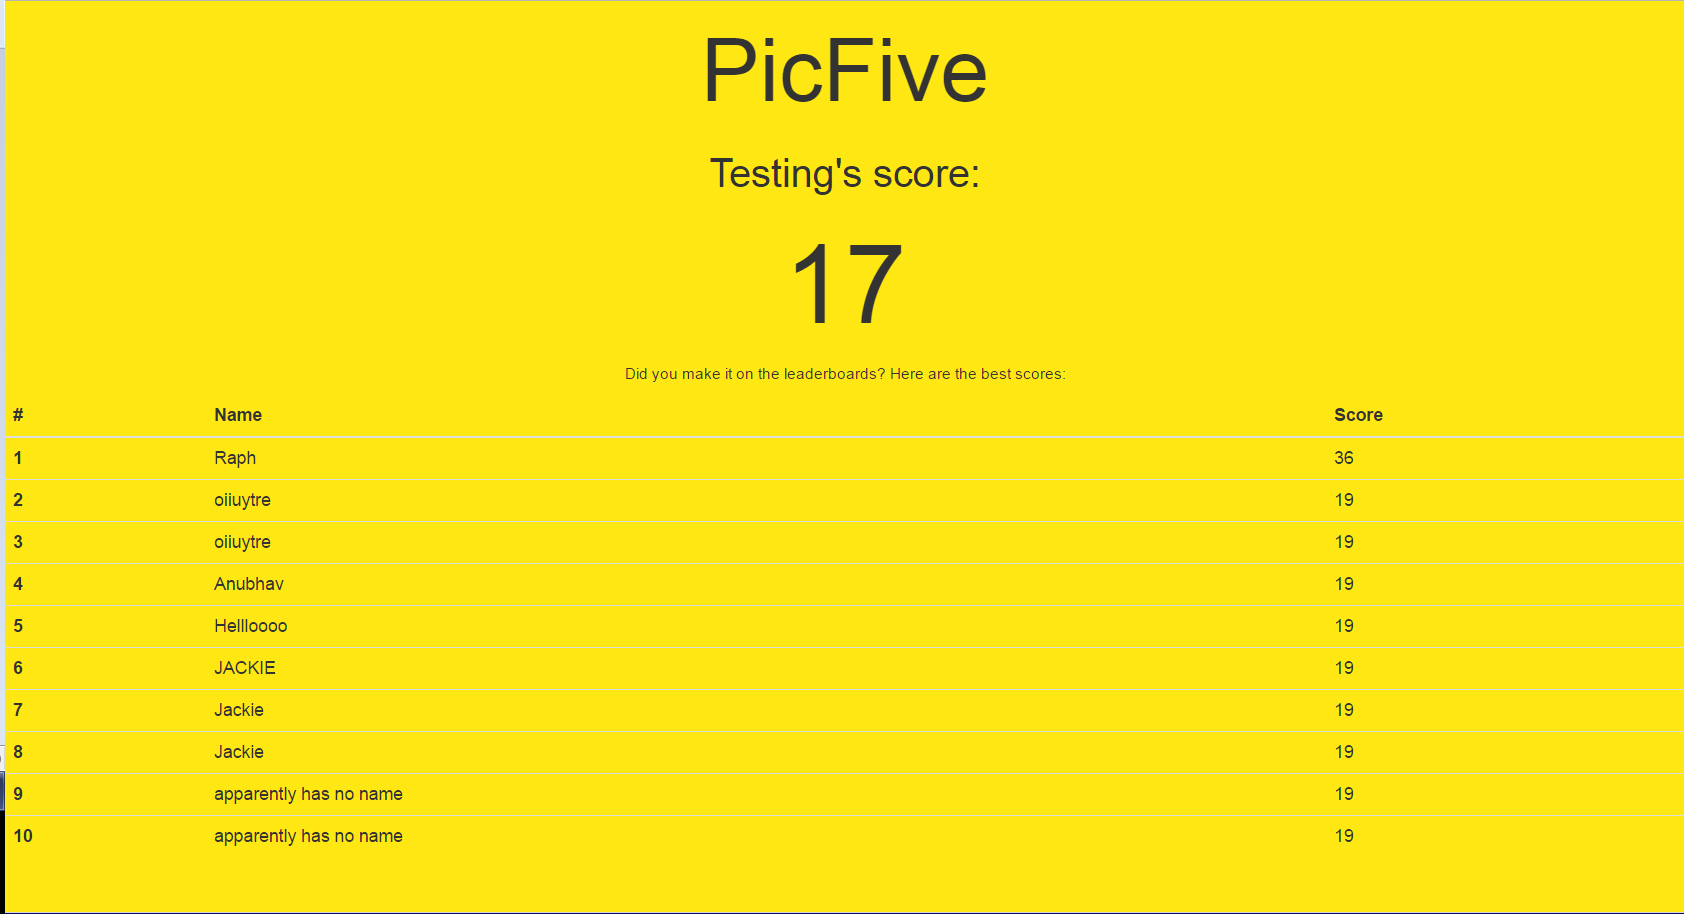 PicFive
Testing's score:
17
Did you make it on the leaderboards? Here are the best scores:
# Name Score
1 Raph 36
2 oiiuytre 19
3 oiiuytre 19
4 Anubhav 19
5 Hellloooo 19
6 JACKIE 19
7 Jackie 19
8 Jackie 19
9 apparently has no name 19
10 apparently has no name 19